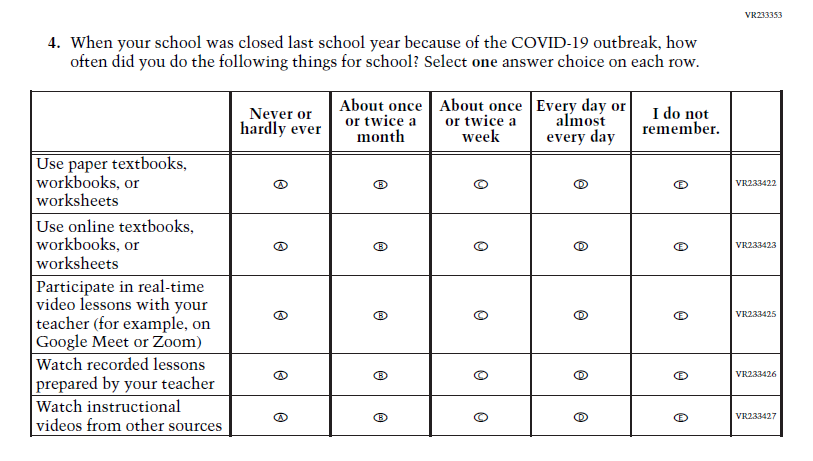 VR233353
4. When your school was closed last school year because of the COVID-19 outbreak, how
often did you do the following things for school? Select one answer choice on each row.
Never or
hardly ever
About once
or twice a
month
About once
or twice a
week
Every day or
almost
every day
I do not
remember.
Use paper textbooks,
workbooks, or
worksheets
A B C D E VR233422
Use online textbooks,
workbooks, or
worksheets
A B C D E VR233423
Participate in real-time
video lessons with your
teacher (for example, on
Google Meet or Zoom)
A B C D E VR233425
Watch recorded lessons
prepared by your teacher
A B C D E VR233426
Watch instructional
videos from other sources
A B C D E VR233427